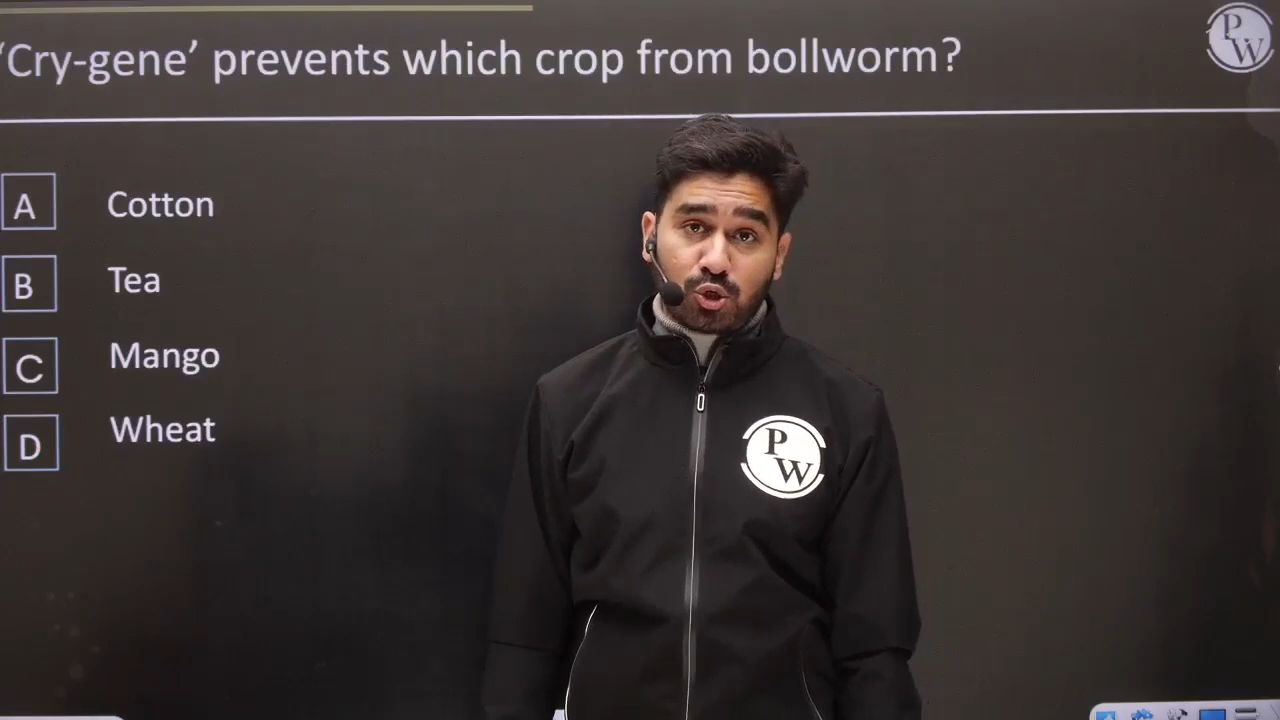 ‘Cry-gene’ prevents which crop from bollworm?
PW
A Cotton
B Tea
C Mango
D Wheat
PW